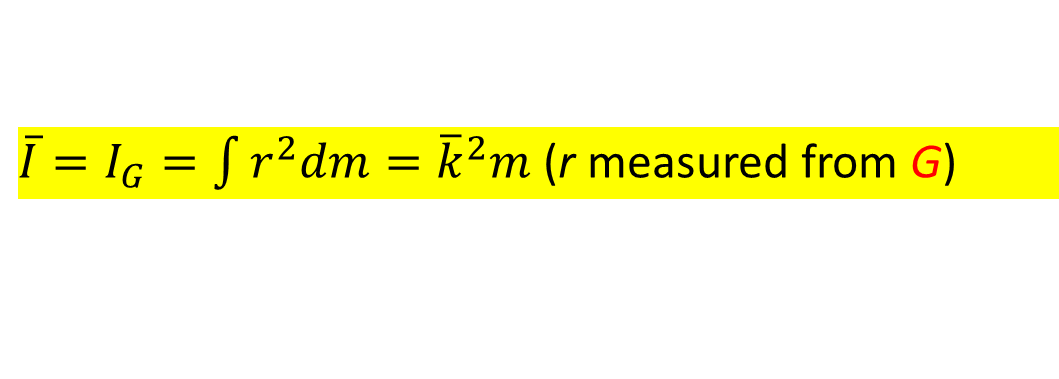 Ī = I_G = ∫ r²dm = k̄²m (r measured from G)